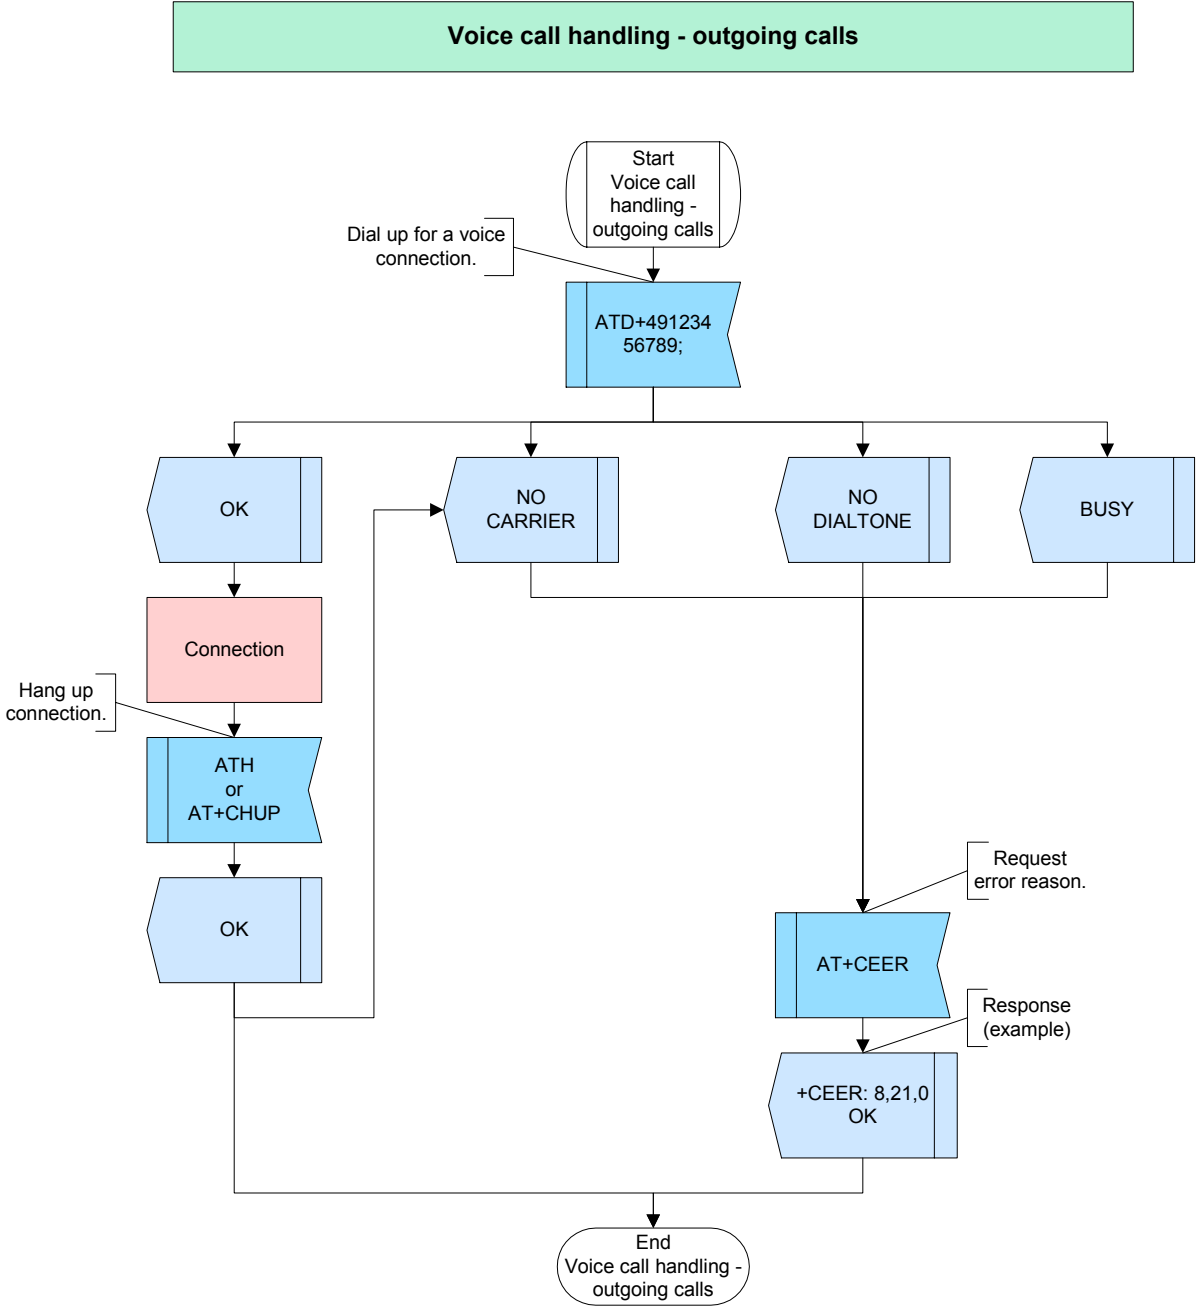 Voice call handling - outgoing calls
Start
Voice call
handling -
outgoing calls
Dial up for a voice
connection.
ATD+491234
56789;
OK
NO
CARRIER
NO
DIALTONE
BUSY
Connection
Hang up
connection.
ATH
or
AT+CHUP
OK
Request
error reason.
AT+CEER
Response
(example)
+CEER: 8,21,0
OK
End
Voice call handling -
outgoing calls